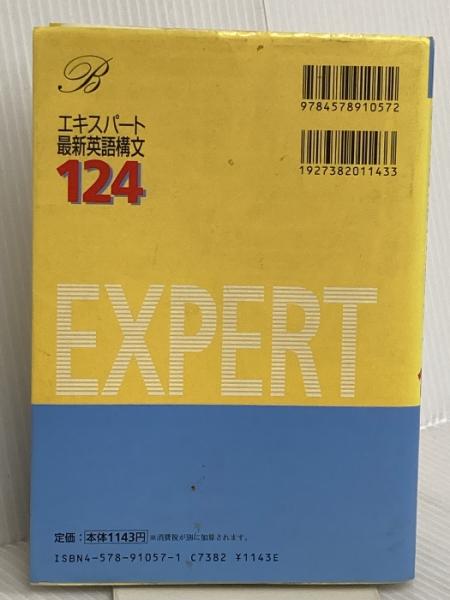 B
9784578910572
エキスパート
最新英語構文
124
1927382011433
EXPERT
定価：本体1143円 ※消費税が別に加算されます。
ISBN4-578-91057-1 C7382 ¥1143E